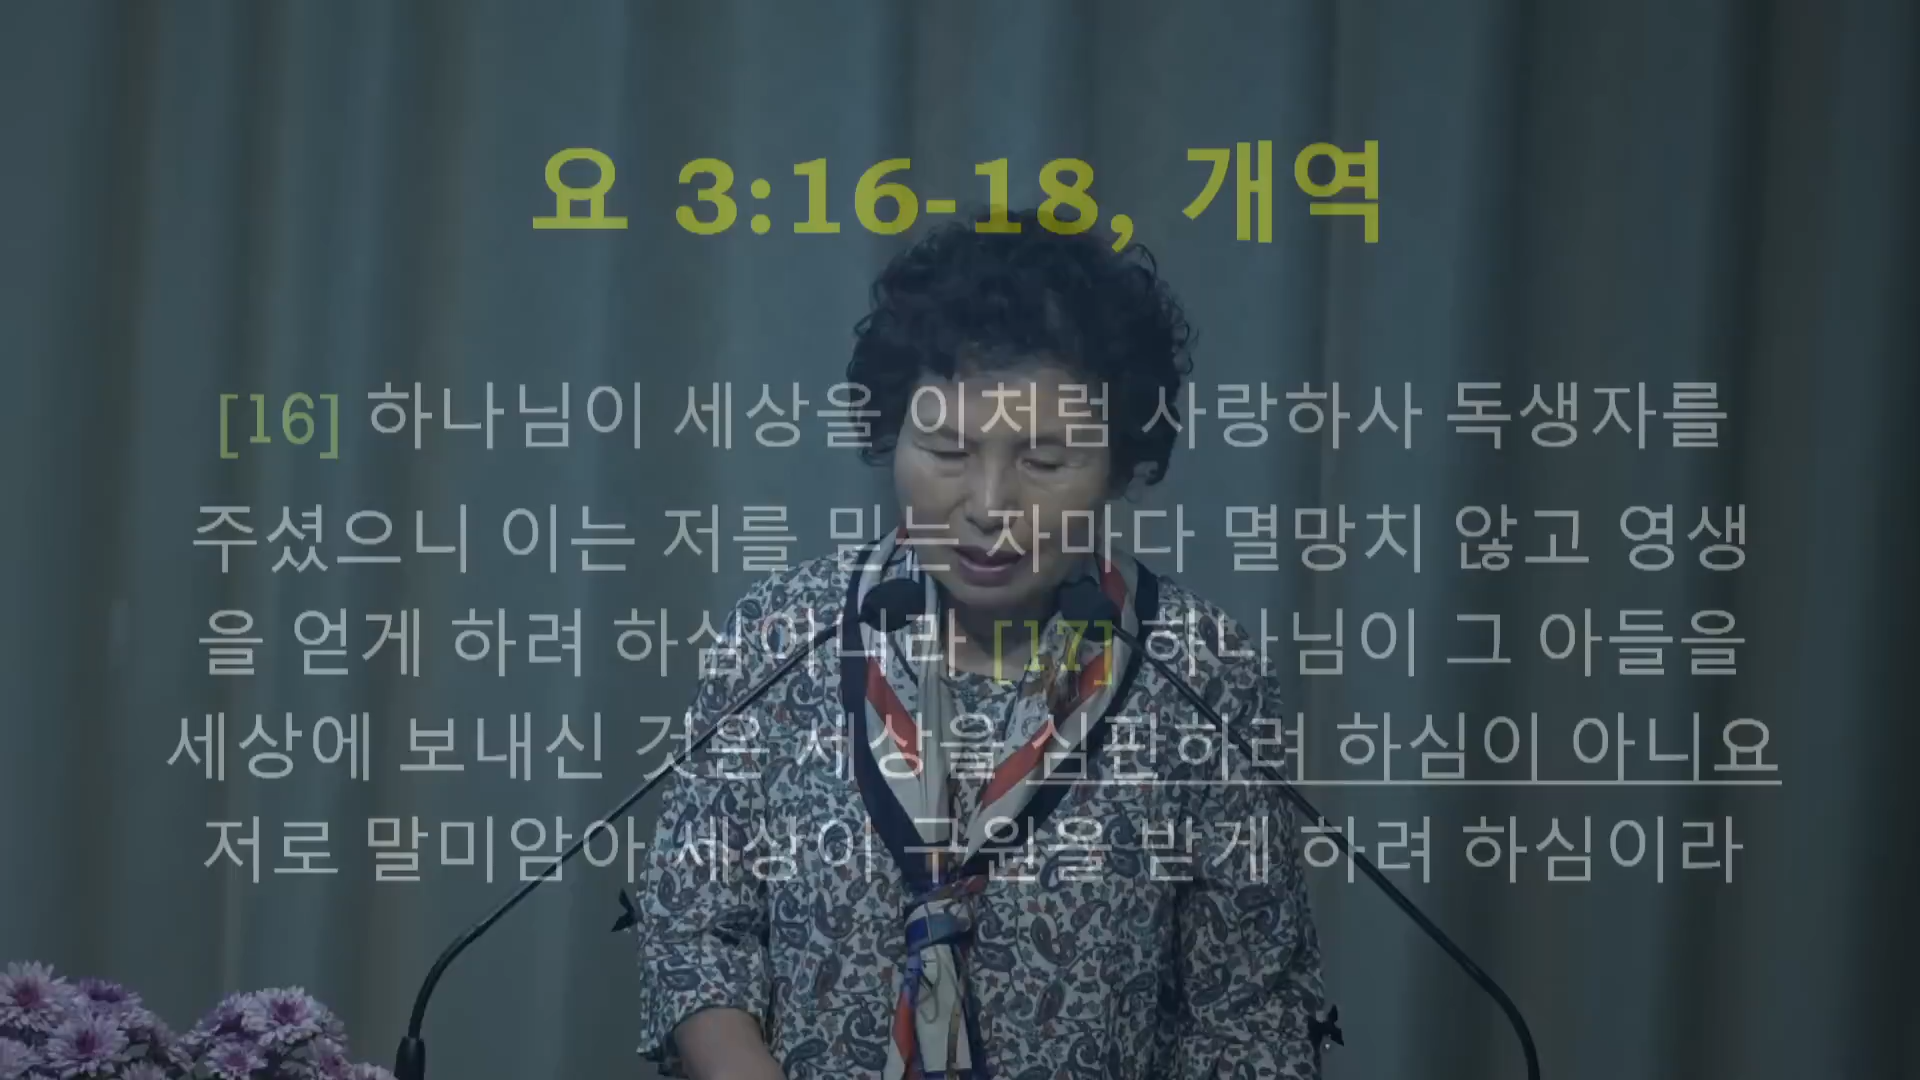 요 3:16-18, 개역
[16] 하나님이 세상을 이처럼 사랑하사 독생자를
주셨으니 이는 저를 믿는 자마다 멸망치 않고 영생
을 얻게 하려 하심이니라 [17] 하나님이 그 아들을
세상에 보내신 것은 세상을 심판하려 하심이 아니요
저로 말미암아 세상이 구원을 받게 하려 하심이라